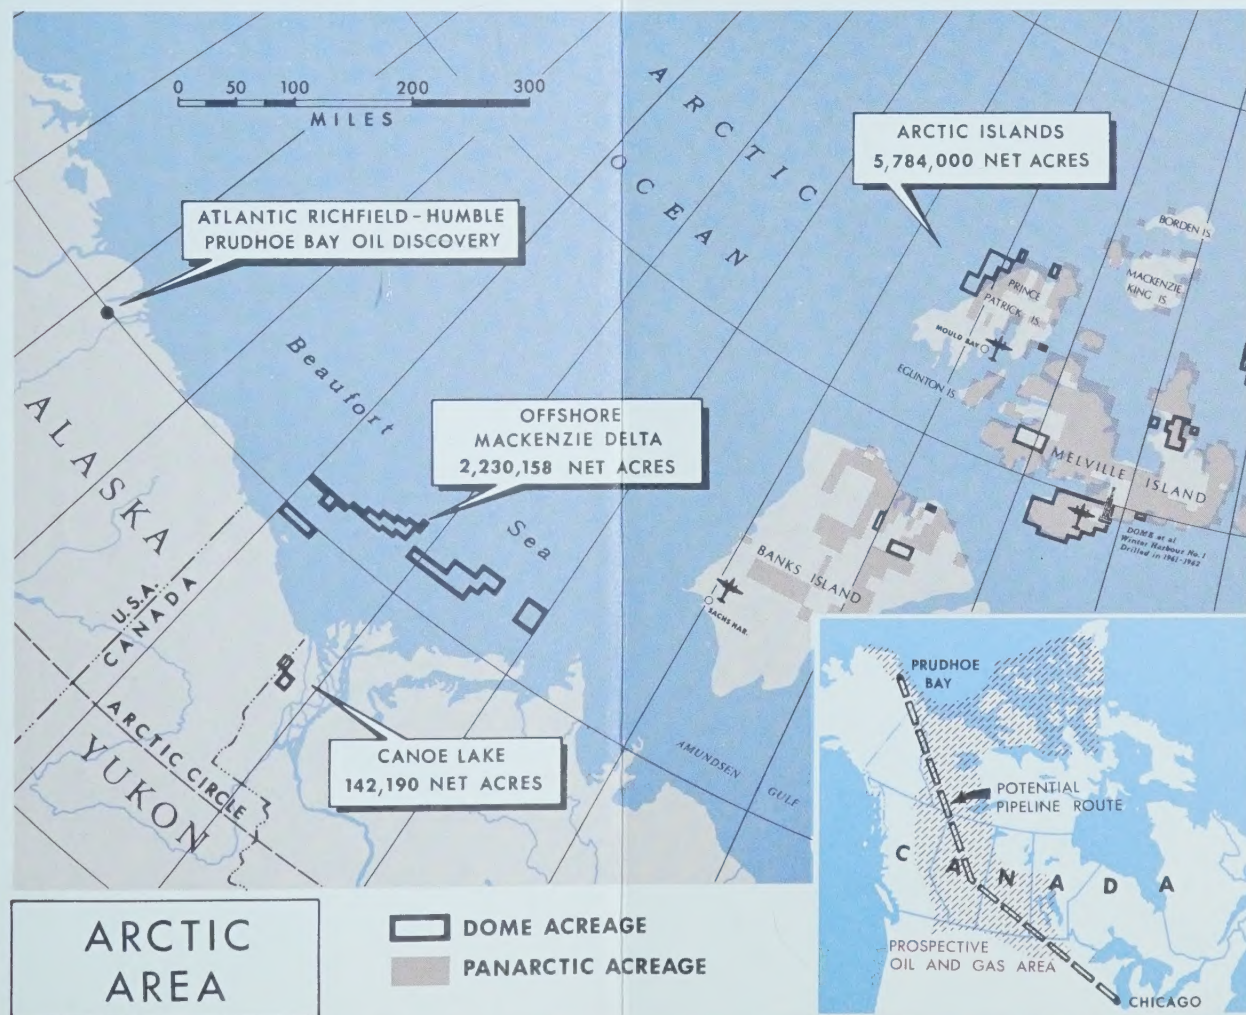 0 50 100 200 300
MILES
ARCTIC
OCEAN
ARCTIC ISLANDS
5,784,000 NET ACRES
ATLANTIC RICHFIELD-HUMBLE
PRUDHOE BAY OIL DISCOVERY
BORDEN IS.
MACKENZIE
KING IS.
PRINCE
PATRICK IS.
MOULD BAY
EGLINTON IS.
Beaufort
Sea
OFFSHORE
MACKENZIE DELTA
2,230,158 NET ACRES
MELVILLE ISLAND
DOME et al
Winter Harbour No. 1
Drilled in 1961-1962
ALASKA
BANKS ISLAND
SACHS HAR.
U.S.A.
CANADA
ARCTIC CIRCLE
YUKON
CANOE LAKE
142,190 NET ACRES
AMUNDSEN
GULF
PRUDHOE
BAY
POTENTIAL
PIPELINE ROUTE
CANADA
PROSPECTIVE
OIL AND GAS AREA
CHICAGO
ARCTIC
AREA
DOME ACREAGE
PANARCTIC ACREAGE